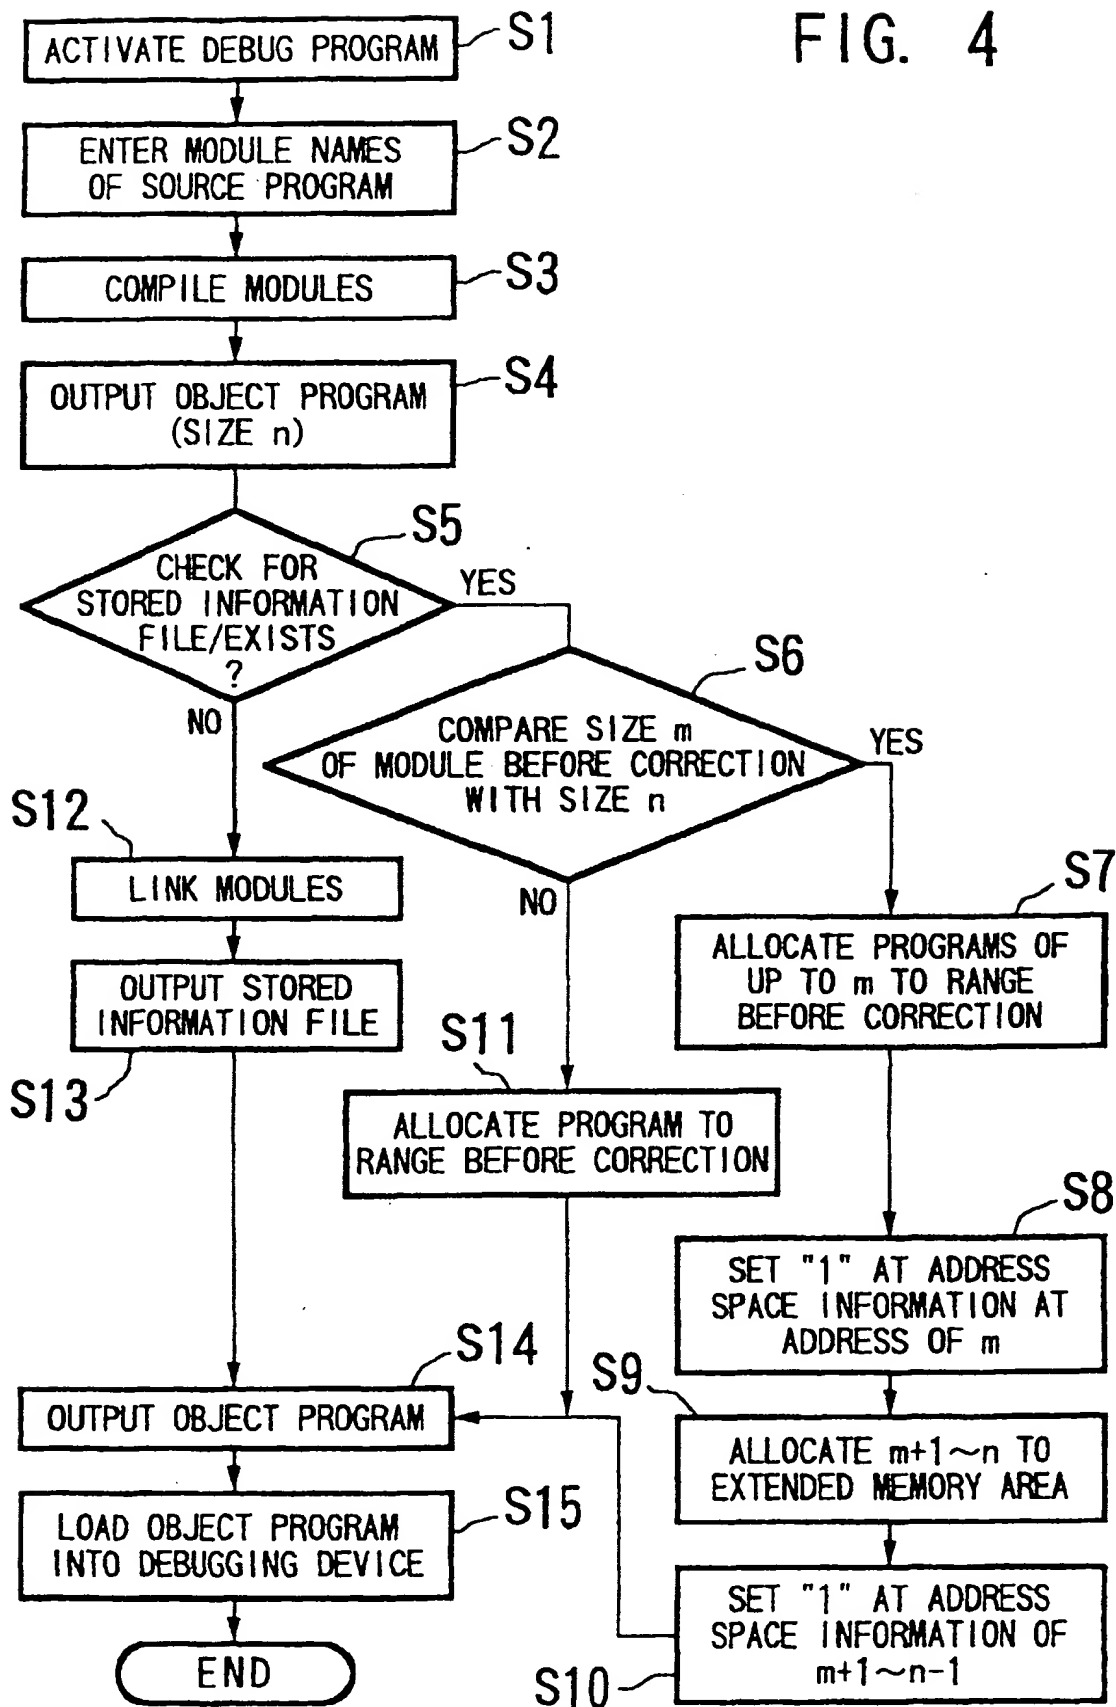 FIG. 4
ACTIVATE DEBUG PROGRAM
S1
ENTER MODULE NAMES
OF SOURCE PROGRAM
S2
COMPILE MODULES
S3
OUTPUT OBJECT PROGRAM
(SIZE n)
S4
CHECK FOR
STORED INFORMATION
FILE/EXISTS
?
S5
YES
NO
COMPARE SIZE m
OF MODULE BEFORE CORRECTION
WITH SIZE n
S6
YES
NO
S12
LINK MODULES
OUTPUT STORED
INFORMATION FILE
S13
S11
ALLOCATE PROGRAM TO
RANGE BEFORE CORRECTION
S7
ALLOCATE PROGRAMS OF
UP TO m TO RANGE
BEFORE CORRECTION
S8
SET "1" AT ADDRESS
SPACE INFORMATION AT
ADDRESS OF m
S9
ALLOCATE m+1~n TO
EXTENDED MEMORY AREA
SET "1" AT ADDRESS
SPACE INFORMATION OF
m+1~n-1
S10
S14
OUTPUT OBJECT PROGRAM
LOAD OBJECT PROGRAM
INTO DEBUGGING DEVICE
S15
END